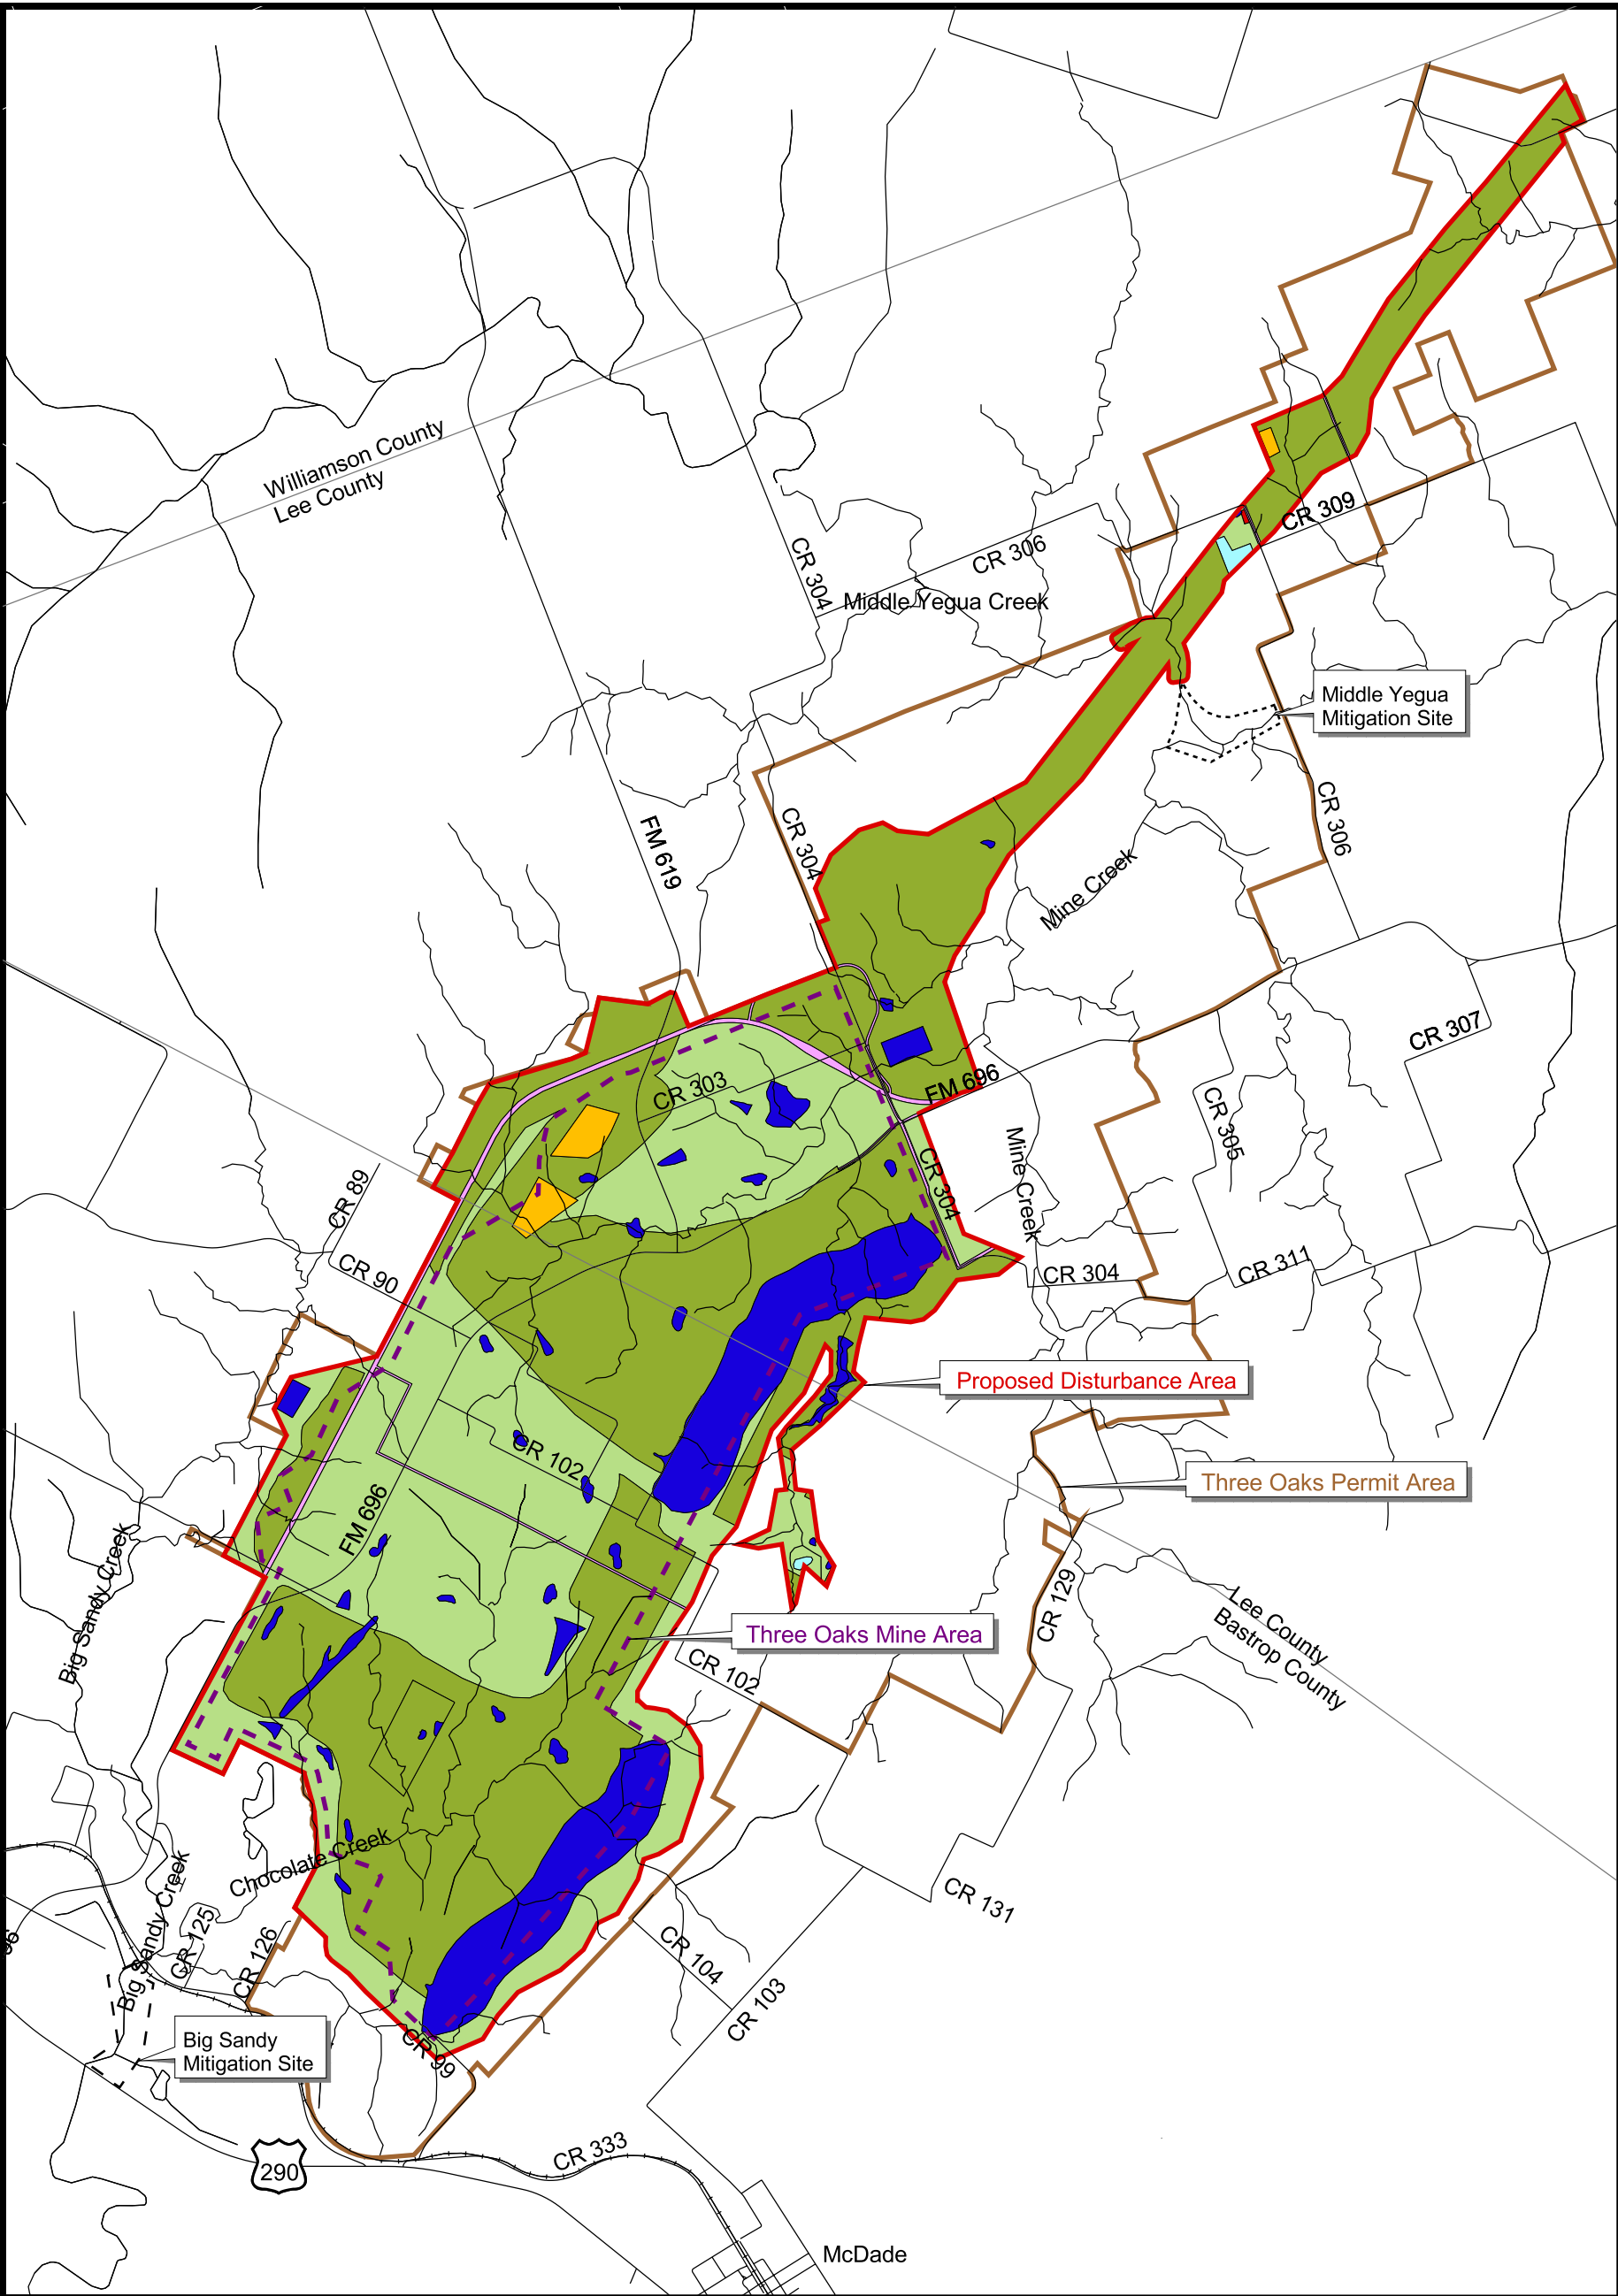 Williamson County
Lee County
CR 304
CR 306
Middle Yegua Creek
CR 309
Middle Yegua
Mitigation Site
CR 306
FM 619
CR 304
Mine Creek
CR 307
CR 303
FM 696
CR 305
Mine Creek
CR 304
CR 89
CR 90
CR 304
CR 311
Proposed Disturbance Area
CR 102
Three Oaks Permit Area
FM 696
Big Sandy Creek
CR 129
Lee County
Bastrop County
Three Oaks Mine Area
CR 102
Chocolate Creek
Big Sandy Creek
CR 125
CR 126
CR 131
CR 104
CR 103
CR 99
Big Sandy
Mitigation Site
CR 333
290
McDade